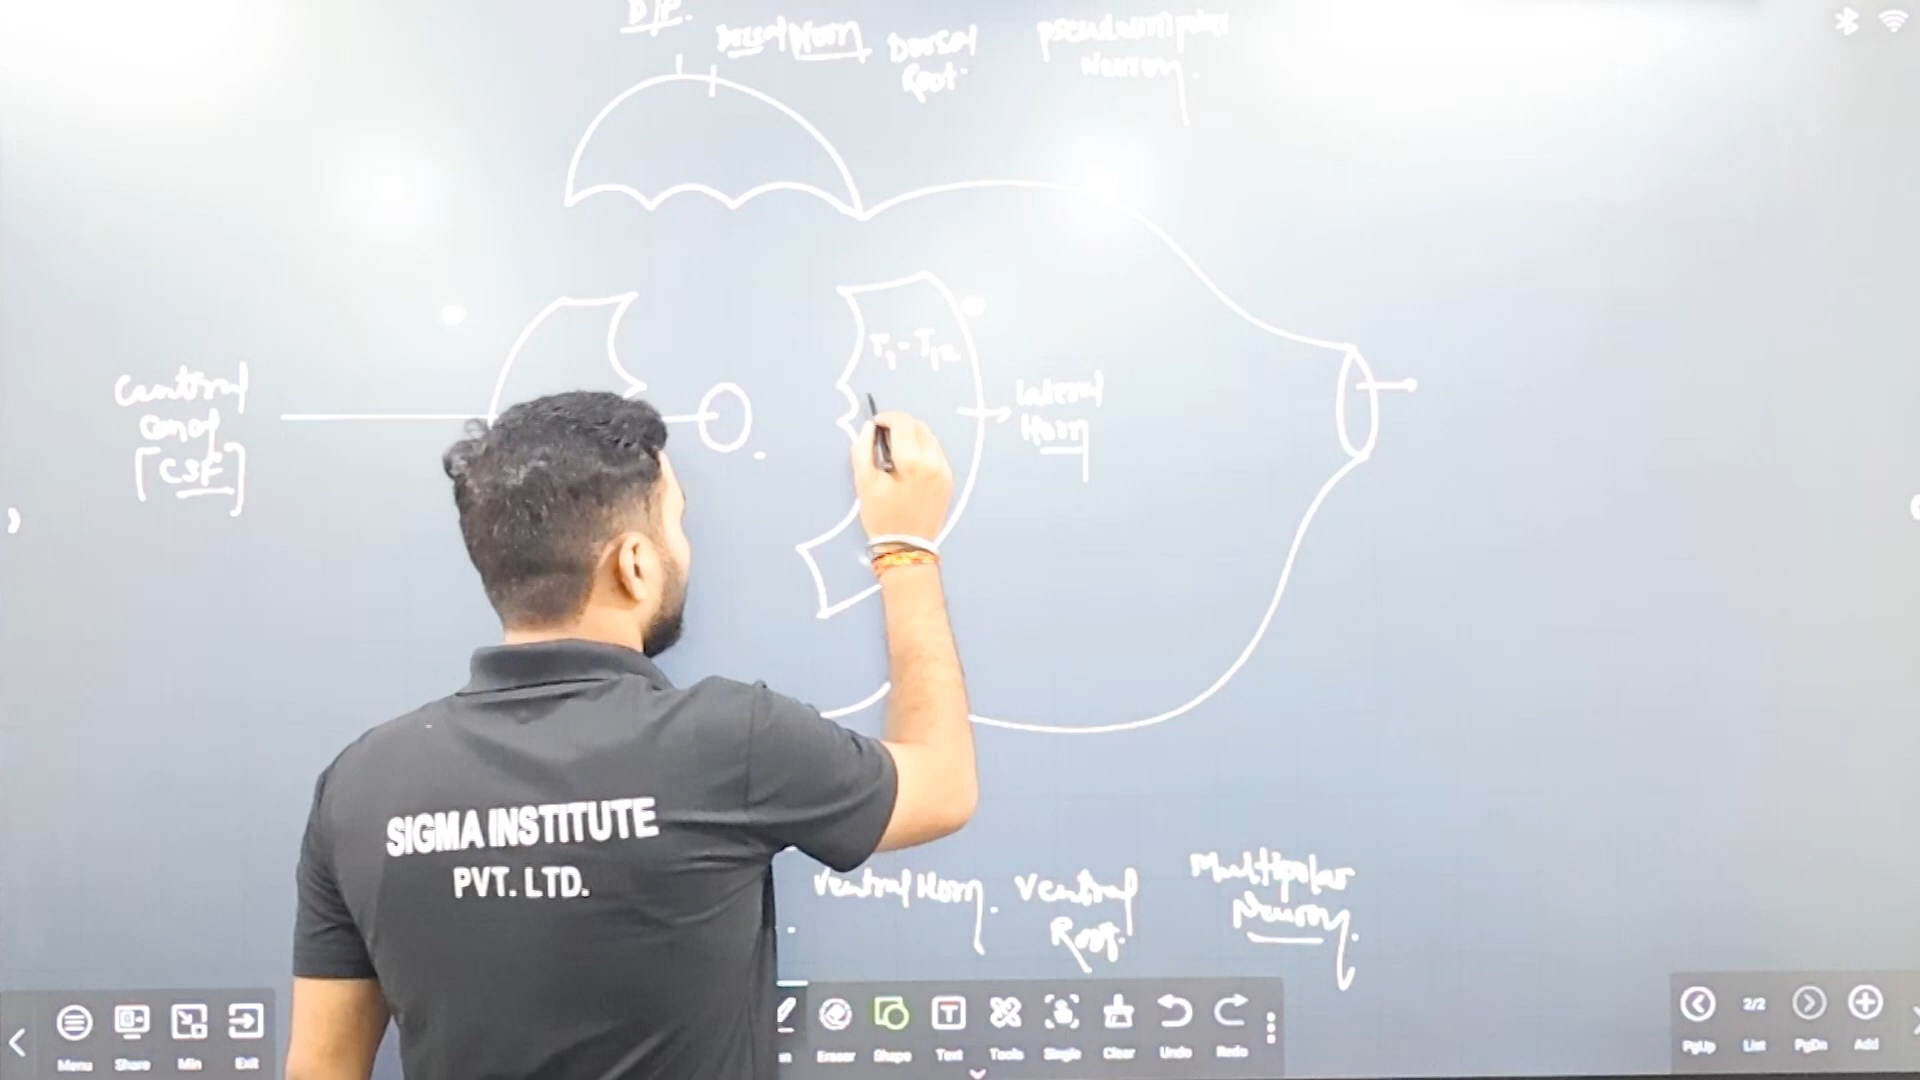 D/P.
Dorsal Horn
Dorsal
Root.
pseudounipolar
Neuron.
T1-T12
Central
Canal
[CSF]
lateral
Horn
SIGMA INSTITUTE
PVT. LTD.
Ventral Horn.
Ventral
Root.
Multipolar
Neuron.
Menu
Share
Min
Exit
Eraser
Shape
Text
Tools
Single
Clear
Undo
Redo
2/2
PgUp
List
PgDn
Add